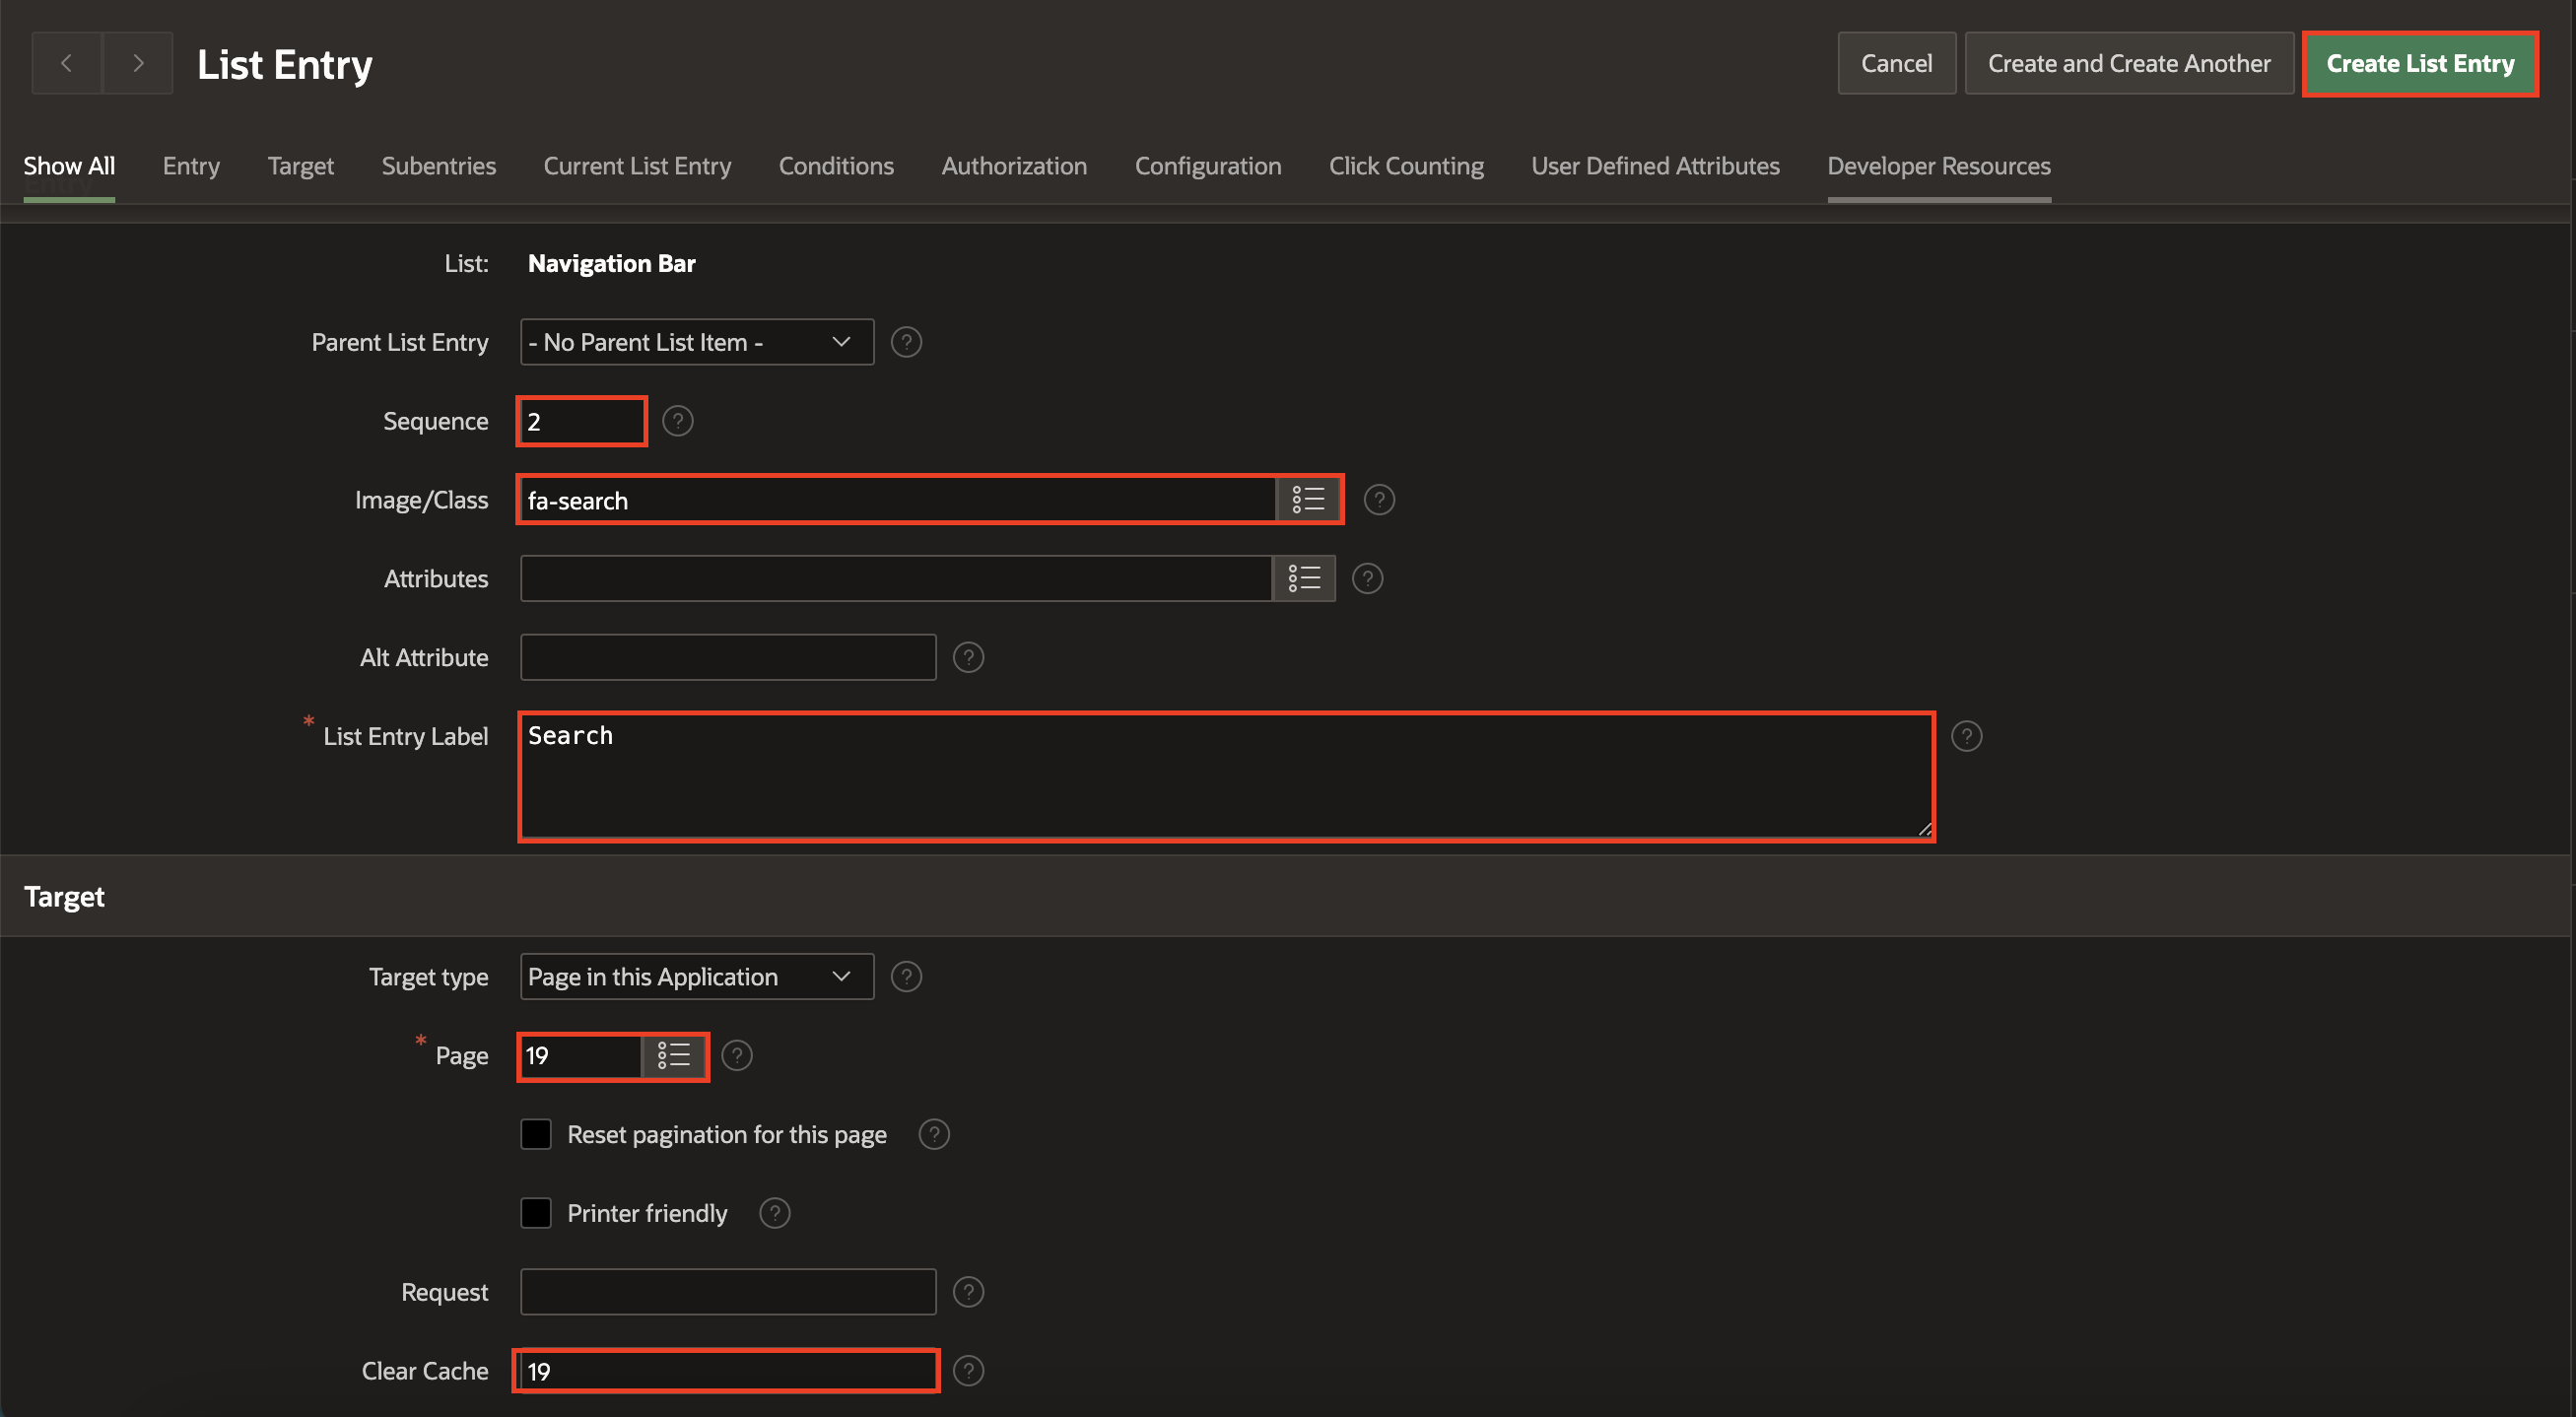 List Entry
Cancel
Create and Create Another
Create List Entry
Show All
Entry
Target
Subentries
Current List Entry
Conditions
Authorization
Configuration
Click Counting
User Defined Attributes
Developer Resources
Entry
List: Navigation Bar
Parent List Entry - No Parent List Item - ?
Sequence 2 ?
Image/Class fa-search ?
Attributes ?
Alt Attribute ?
* List Entry Label Search ?
Target
Target type Page in this Application ?
* Page 19 ?
Reset pagination for this page ?
Printer friendly ?
Request ?
Clear Cache 19 ?